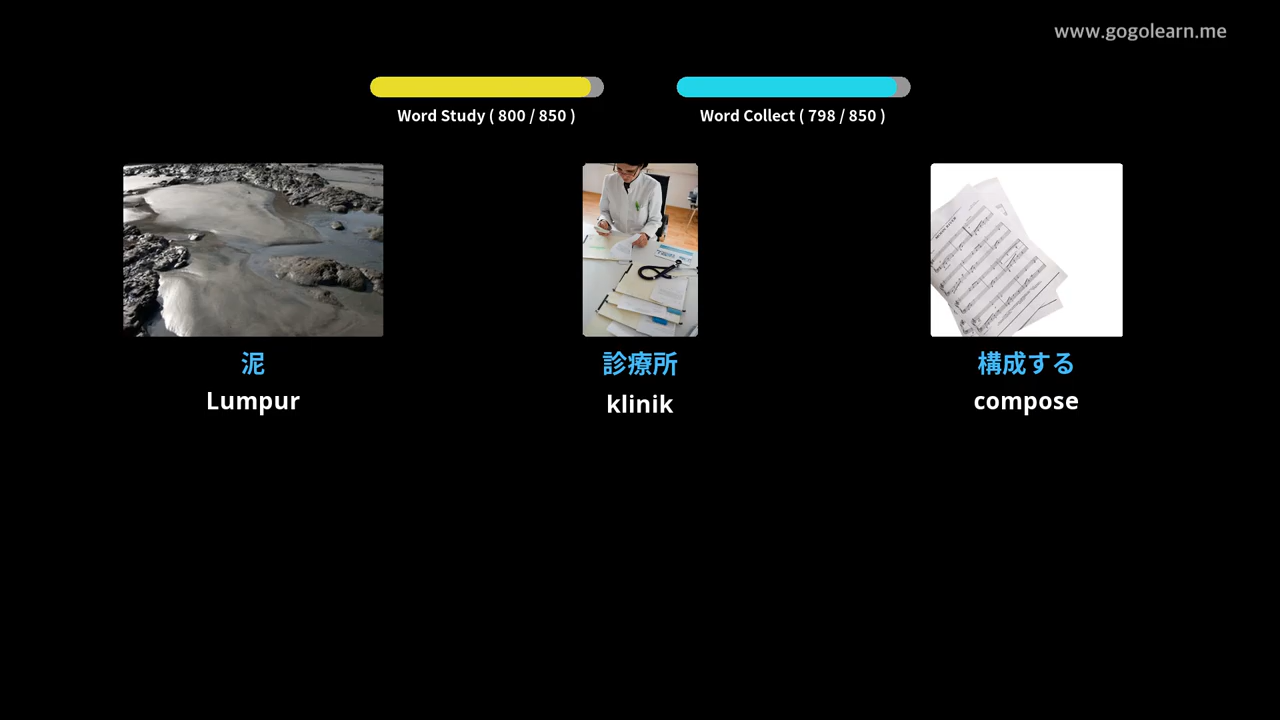 www.gogolearn.me
Word Study ( 800 / 850 )
Word Collect ( 798 / 850 )
泥
Lumpur
診療所
klinik
構成する
compose